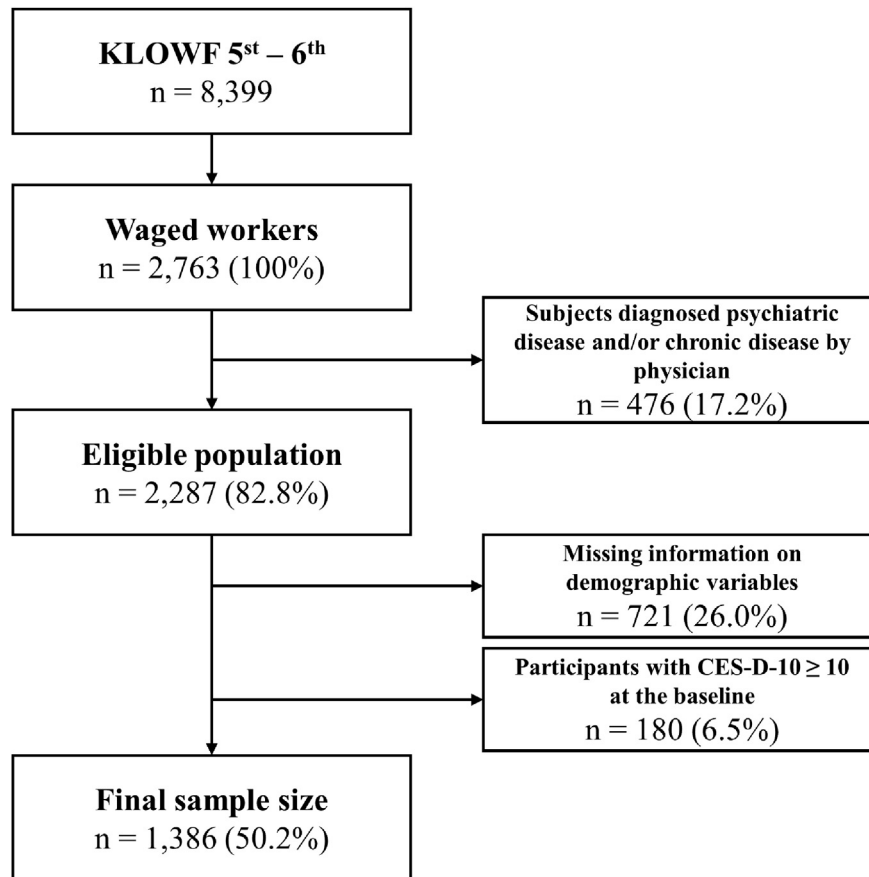 KLOWF 5st – 6th
n = 8,399
Waged workers
n = 2,763 (100%)
Subjects diagnosed psychiatric
disease and/or chronic disease by
physician
n = 476 (17.2%)
Eligible population
n = 2,287 (82.8%)
Missing information on
demographic variables
n = 721 (26.0%)
Participants with CES-D-10 ≥ 10
at the baseline
n = 180 (6.5%)
Final sample size
n = 1,386 (50.2%)